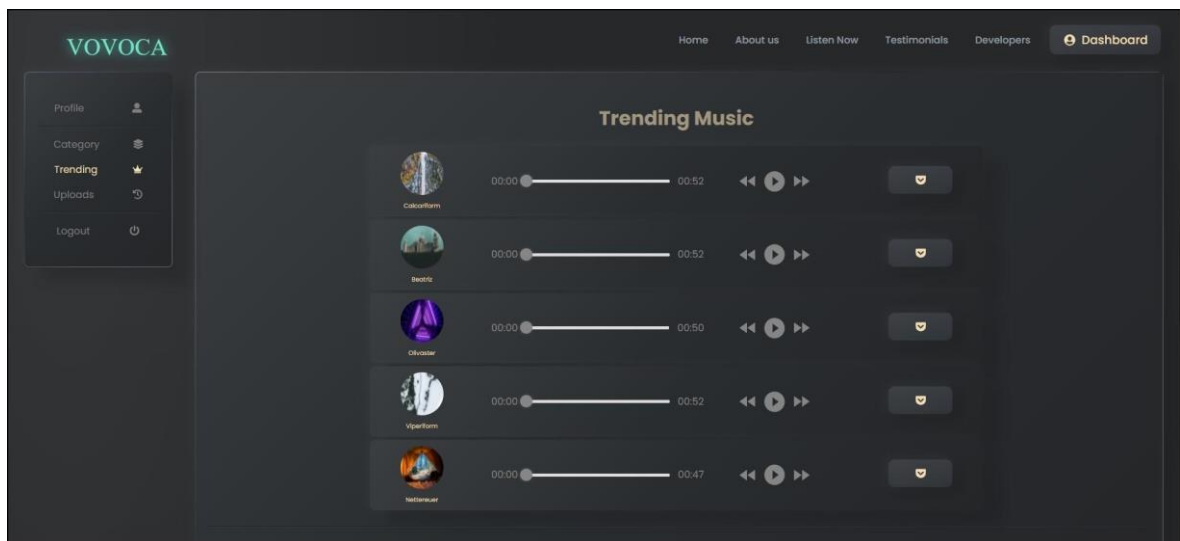 VOVOCA
Home About us Listen Now Testimonials Developers Dashboard
Profile
Category
Trending
Uploads
Logout
Trending Music
00:00 00:52
Calcariform
00:00 00:52
Beatriz
00:00 00:50
Olivaster
00:00 00:52
Viperiform
00:00 00:47